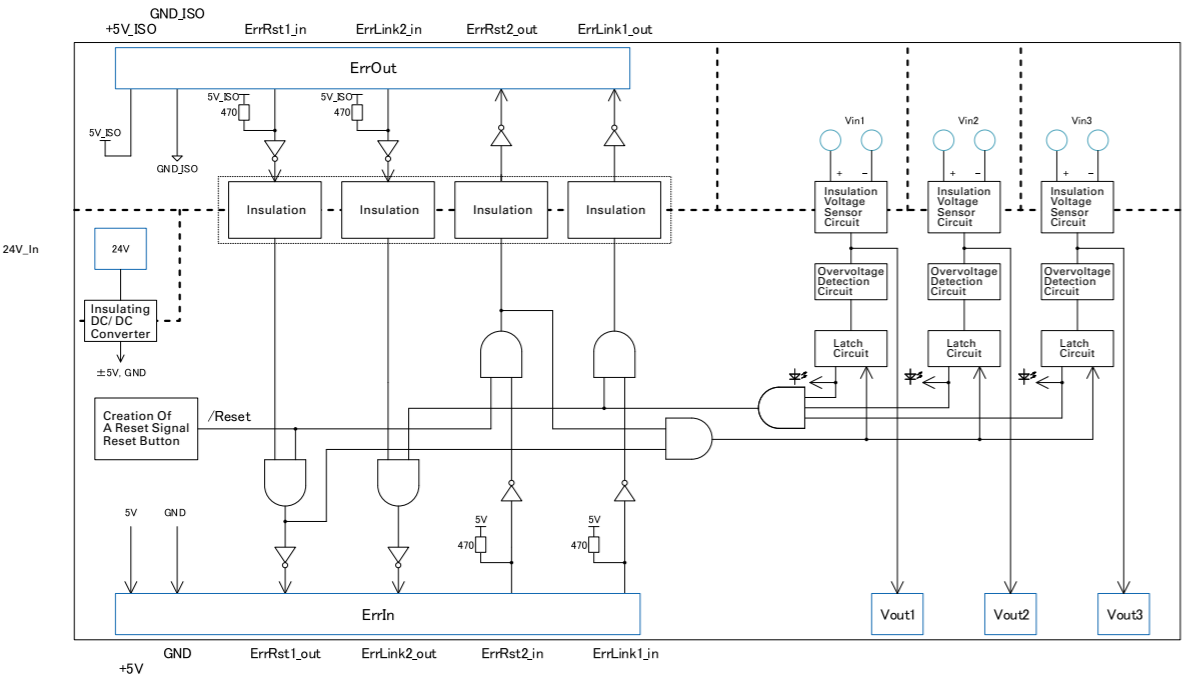 GND_ISO
+5V_ISO
ErrRst1_in
ErrLink2_in
ErrRst2_out
ErrLink1_out
ErrOut
5V_ISO
470
5V_ISO
470
5V_ISO
GND_ISO
Vin1
Vin2
Vin3
+ −
+ −
+ −
Insulation
Insulation
Insulation
Insulation
Insulation
Voltage
Sensor
Circuit
Insulation
Voltage
Sensor
Circuit
Insulation
Voltage
Sensor
Circuit
24V_In
24V
Insulating
DC/ DC
Converter
±5V, GND
Overvoltage
Detection
Circuit
Overvoltage
Detection
Circuit
Overvoltage
Detection
Circuit
Latch
Circuit
Latch
Circuit
Latch
Circuit
Creation Of
A Reset Signal
Reset Button
/Reset
5V
GND
5V
470
5V
470
ErrIn
Vout1
Vout2
Vout3
+5V
GND
ErrRst1_out
ErrLink2_out
ErrRst2_in
ErrLink1_in